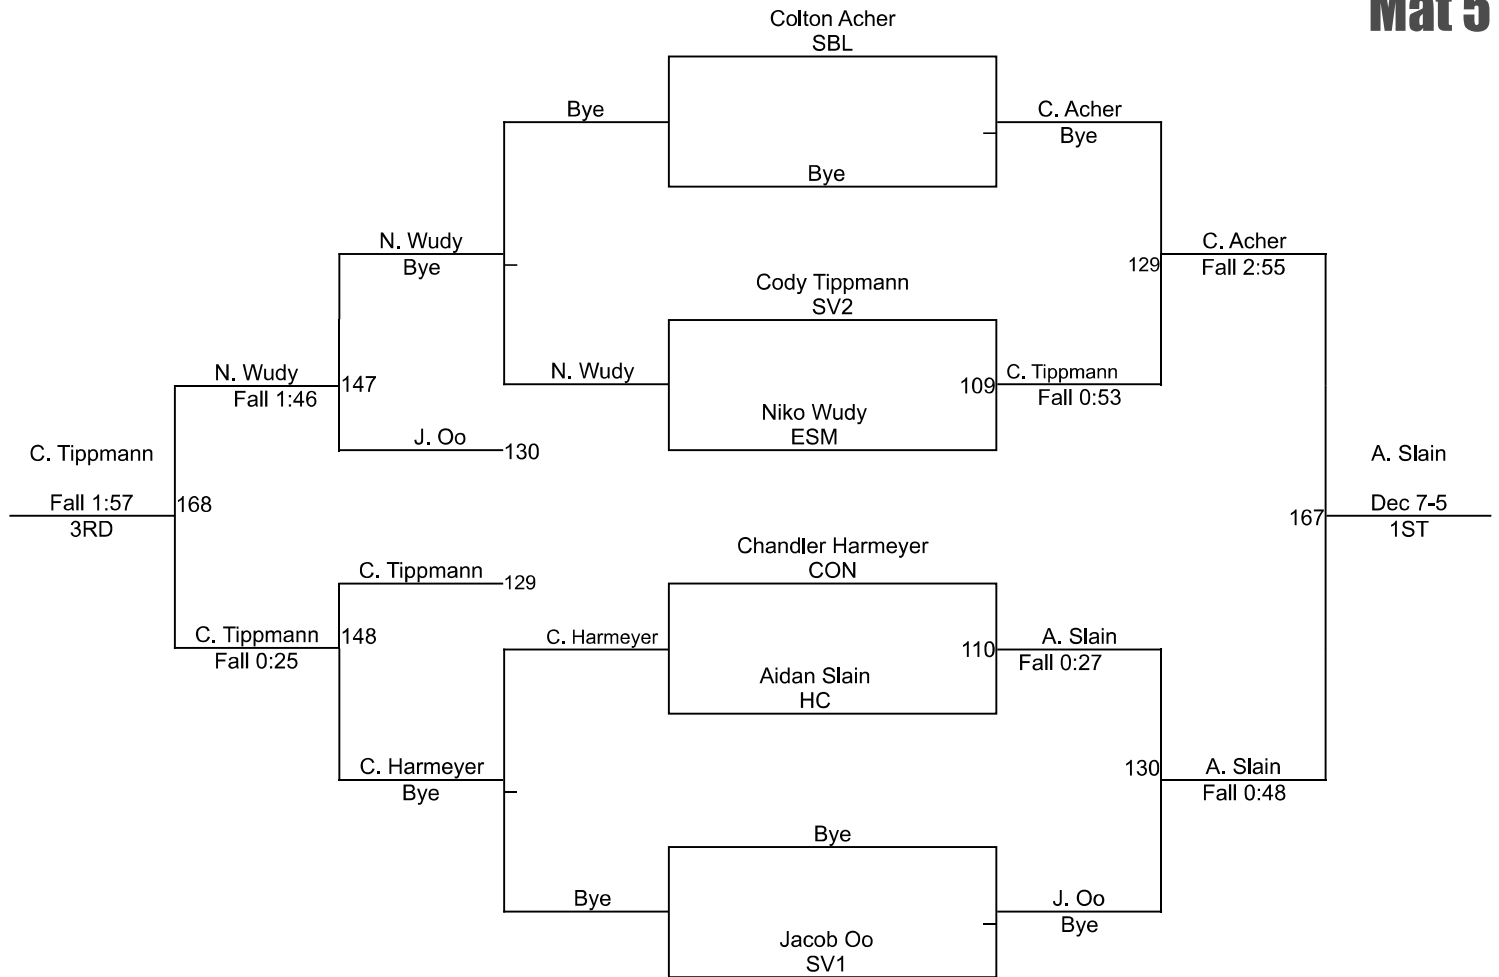 Mat 5
Colton Acher
SBL
Bye
C. Acher
Bye
Bye
N. Wudy
Bye
C. Acher
Fall 2:55
129
Cody Tippmann
SV2
N. Wudy
Fall 1:46
147
N. Wudy
109
C. Tippmann
Fall 0:53
Niko Wudy
ESM
J. Oo
130
C. Tippmann
Fall 1:57
3RD
168
A. Slain
Dec 7-5
1ST
167
Chandler Harmeyer
CON
C. Tippmann
129
C. Tippmann
Fall 0:25
148
C. Harmeyer
110
A. Slain
Fall 0:27
Aidan Slain
HC
C. Harmeyer
Bye
130
A. Slain
Fall 0:48
Bye
Bye
J. Oo
Bye
Jacob Oo
SV1